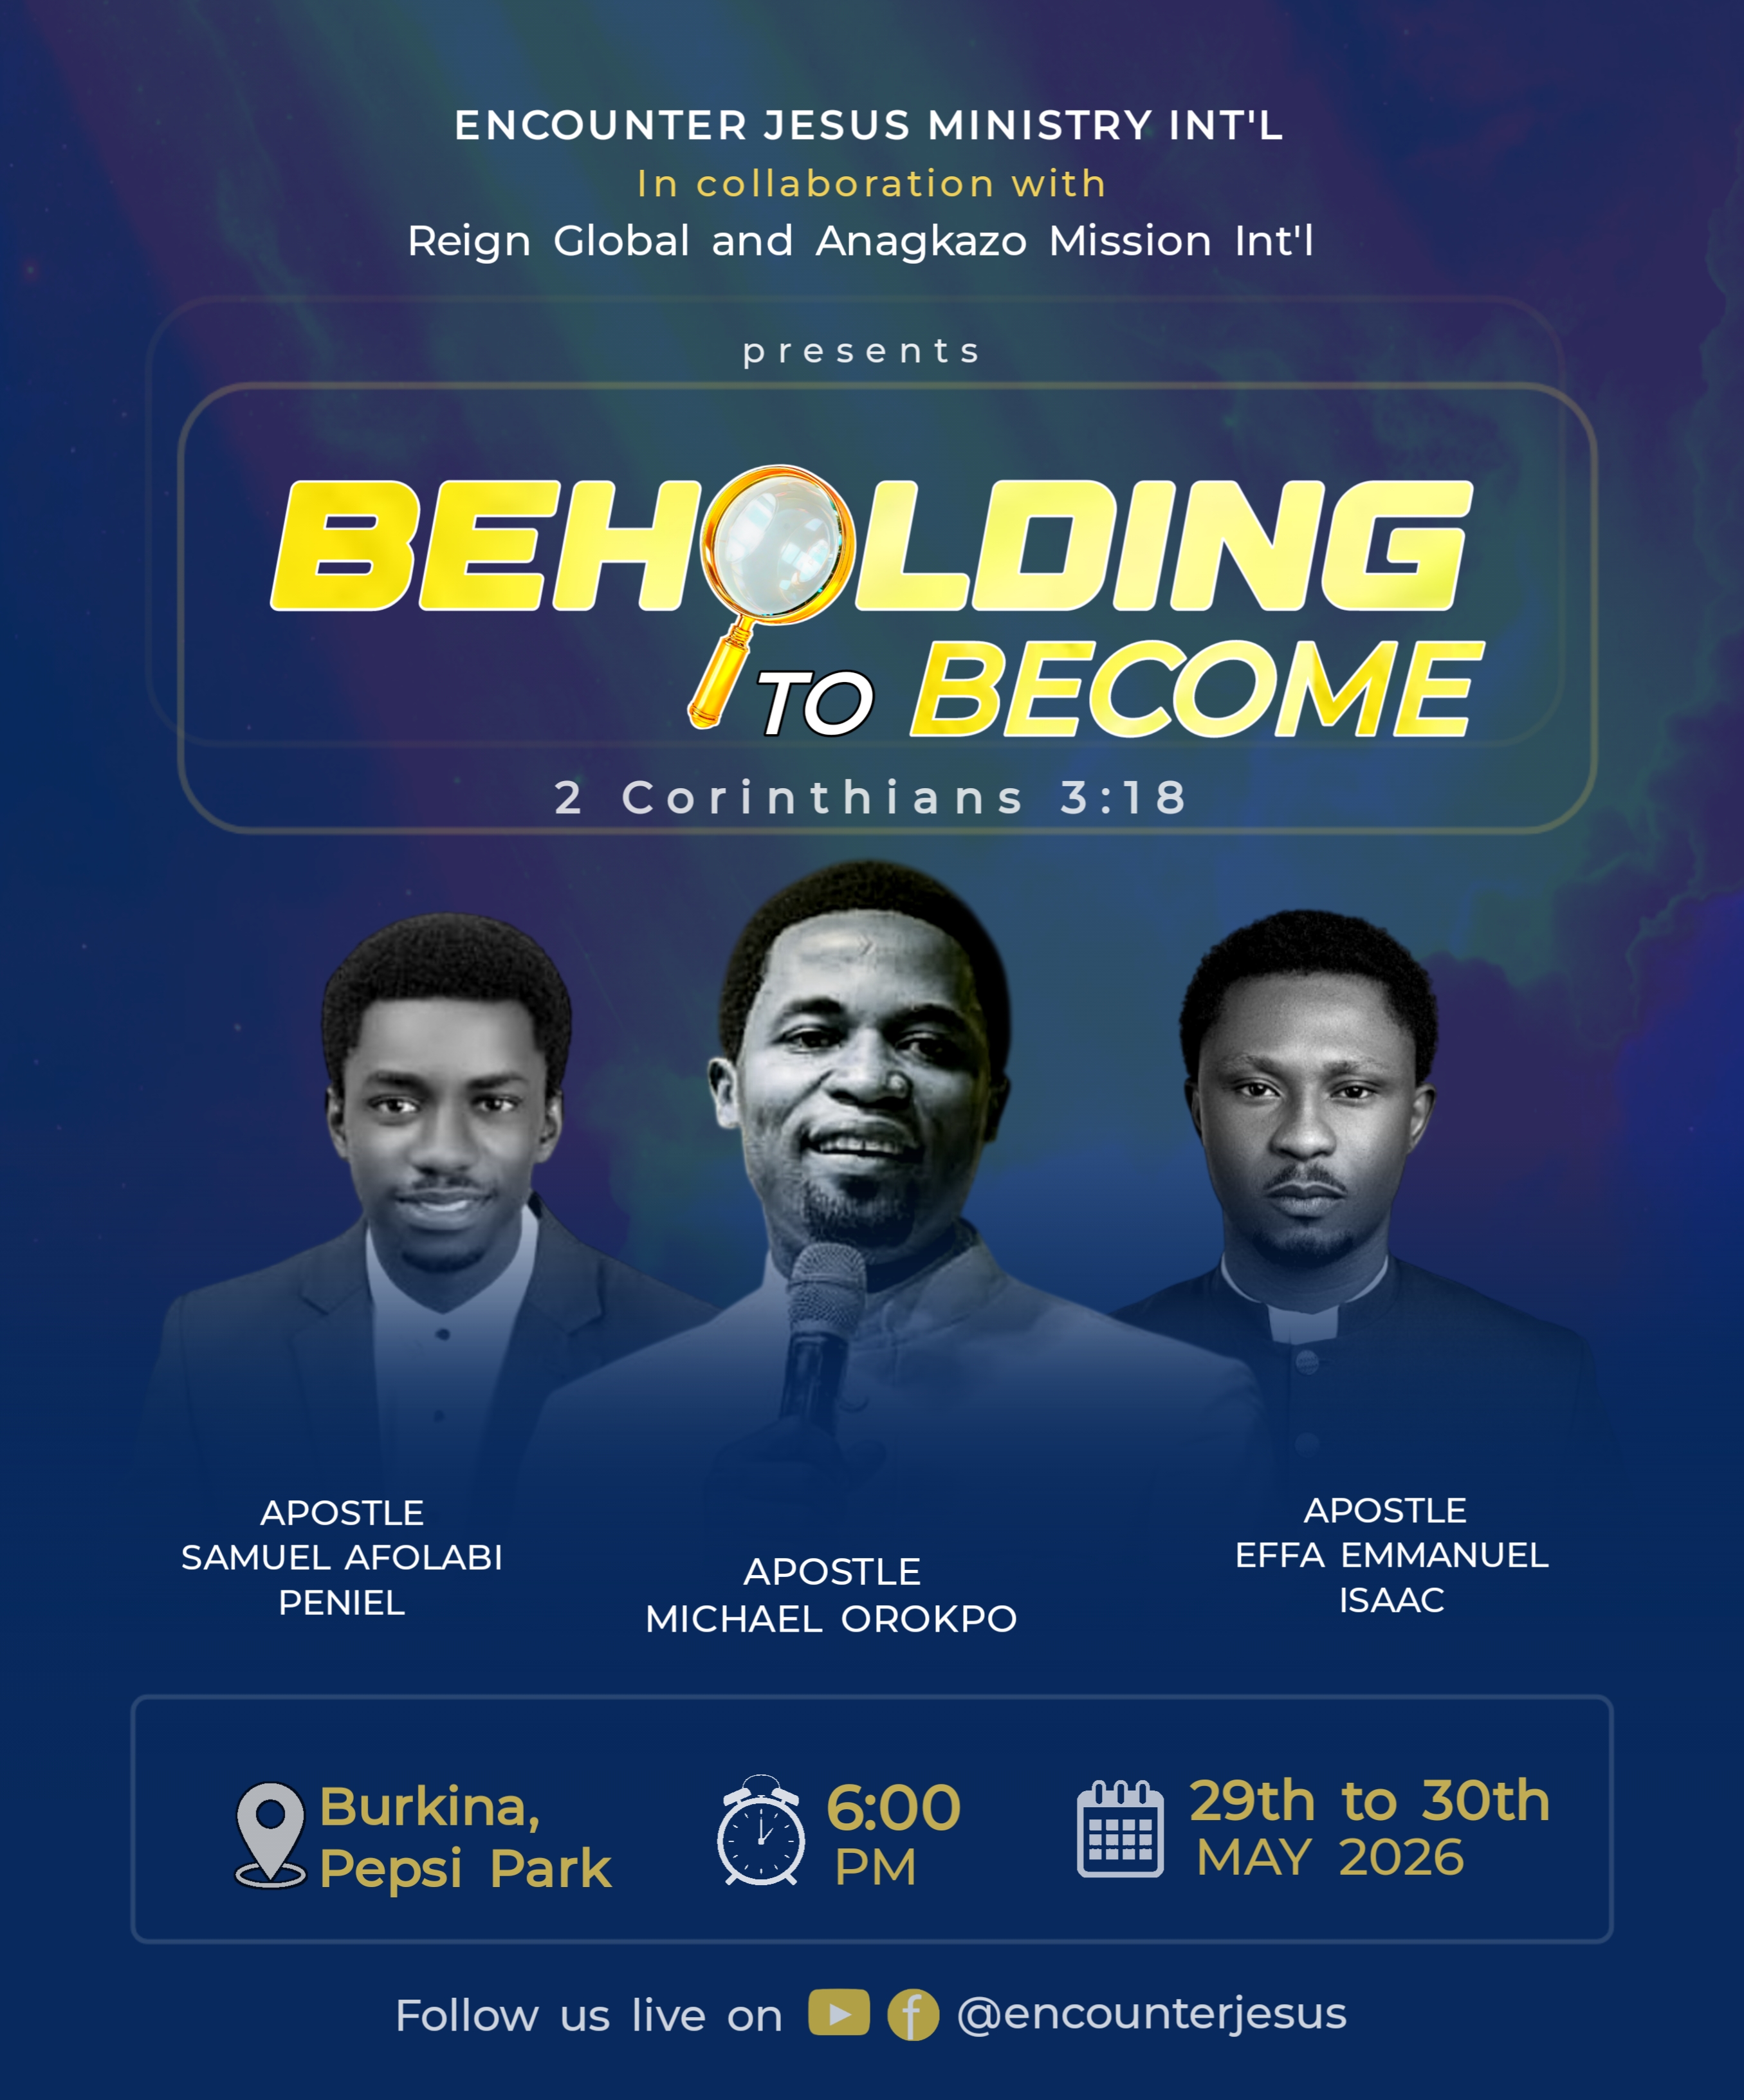 ENCOUNTER JESUS MINISTRY INT'L
In collaboration with
Reign Global and Anagkazo Mission Int'l
presents
BEHOLDING
TO BECOME
2 Corinthians 3:18
APOSTLE
SAMUEL AFOLABI
PENIEL
APOSTLE
MICHAEL OROKPO
APOSTLE
EFFA EMMANUEL
ISAAC
Burkina,
Pepsi Park
6:00
PM
29th to 30th
MAY 2026
Follow us live on @encounterjesus